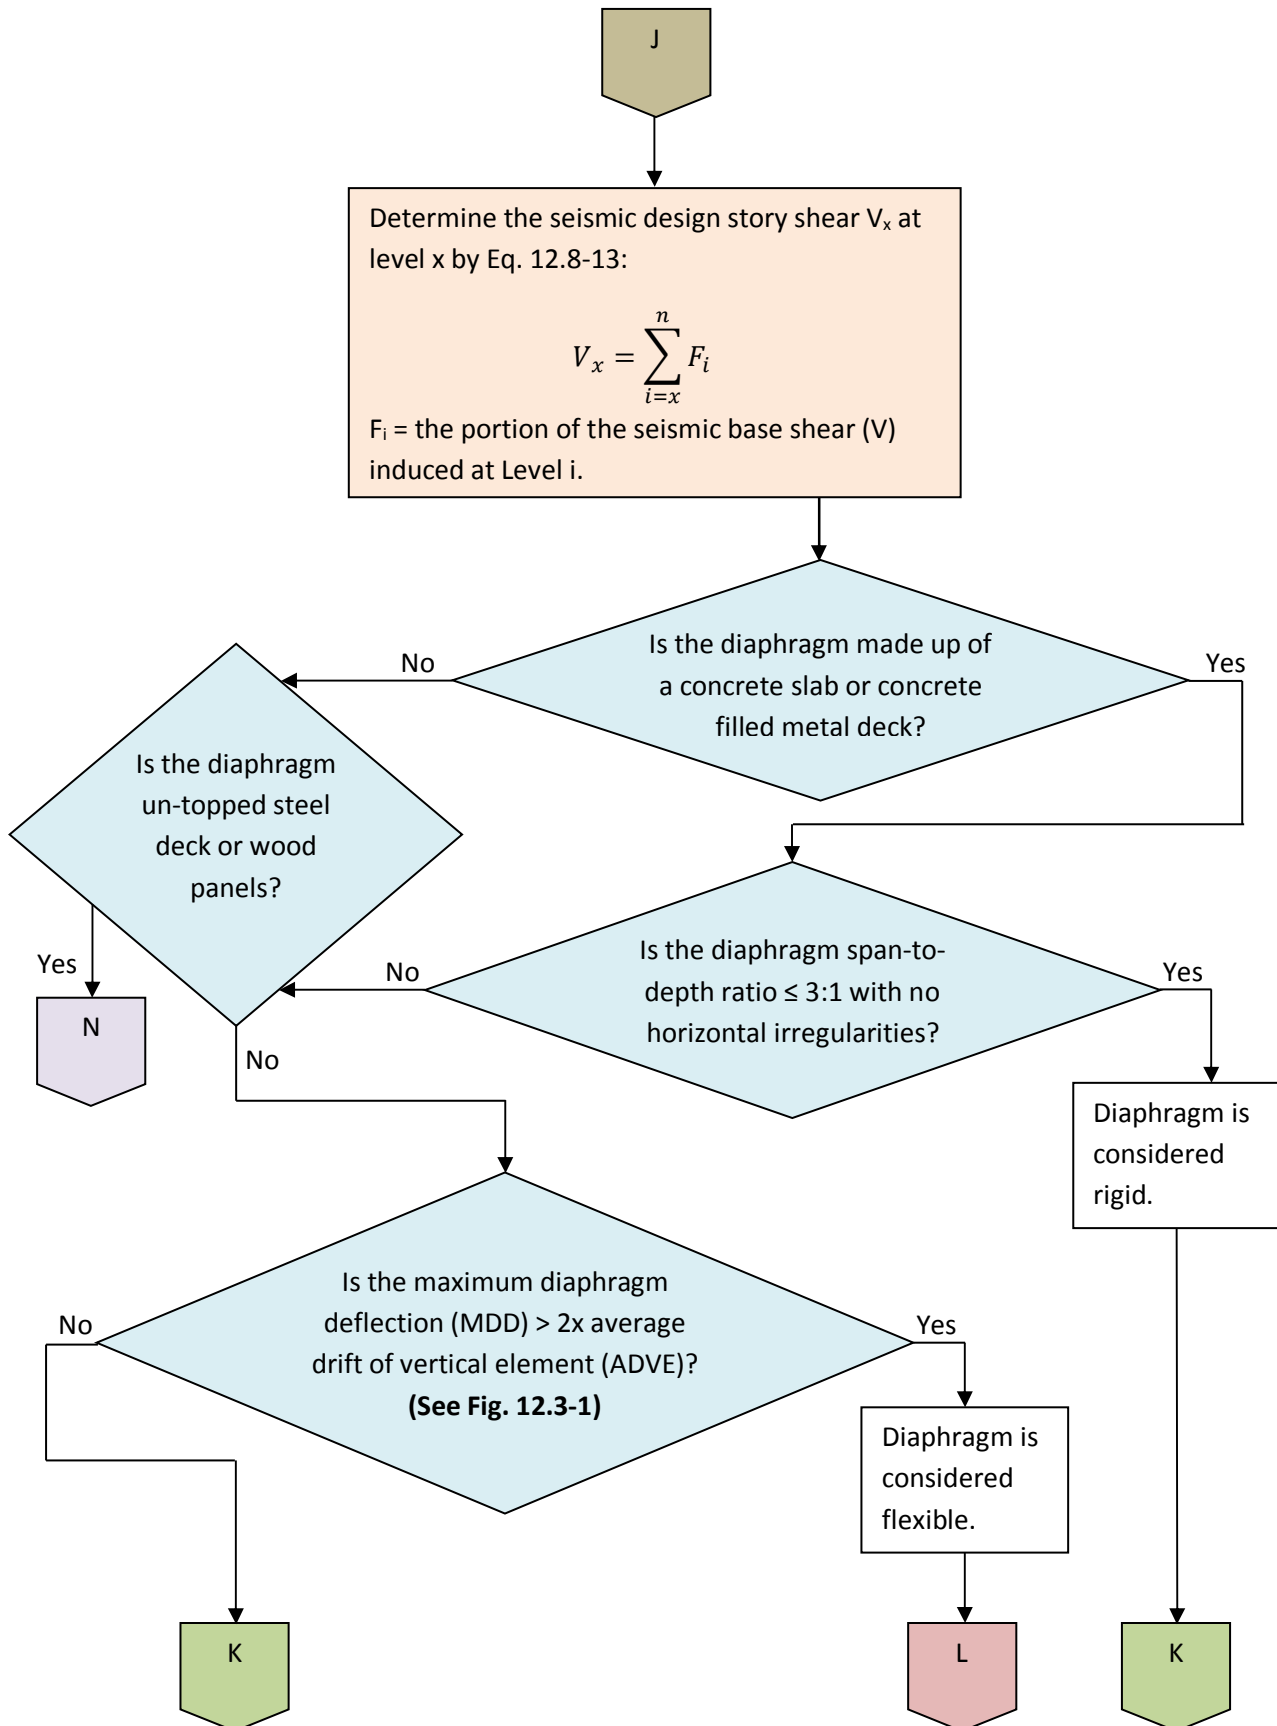 J
Determine the seismic design story shear Vₓ at
level x by Eq. 12.8-13:
n
Vₓ = ∑ Fᵢ
i=x
Fᵢ = the portion of the seismic base shear (V)
induced at Level i.
Is the diaphragm made up of
a concrete slab or concrete
filled metal deck?
No
Yes
Is the diaphragm
un-topped steel
deck or wood
panels?
Is the diaphragm span-to-
depth ratio ≤ 3:1 with no
horizontal irregularities?
No
Yes
Yes
N
No
Diaphragm is
considered
rigid.
Is the maximum diaphragm
deflection (MDD) > 2x average
drift of vertical element (ADVE)?
(See Fig. 12.3-1)
No
Yes
Diaphragm is
considered
flexible.
K
L
K